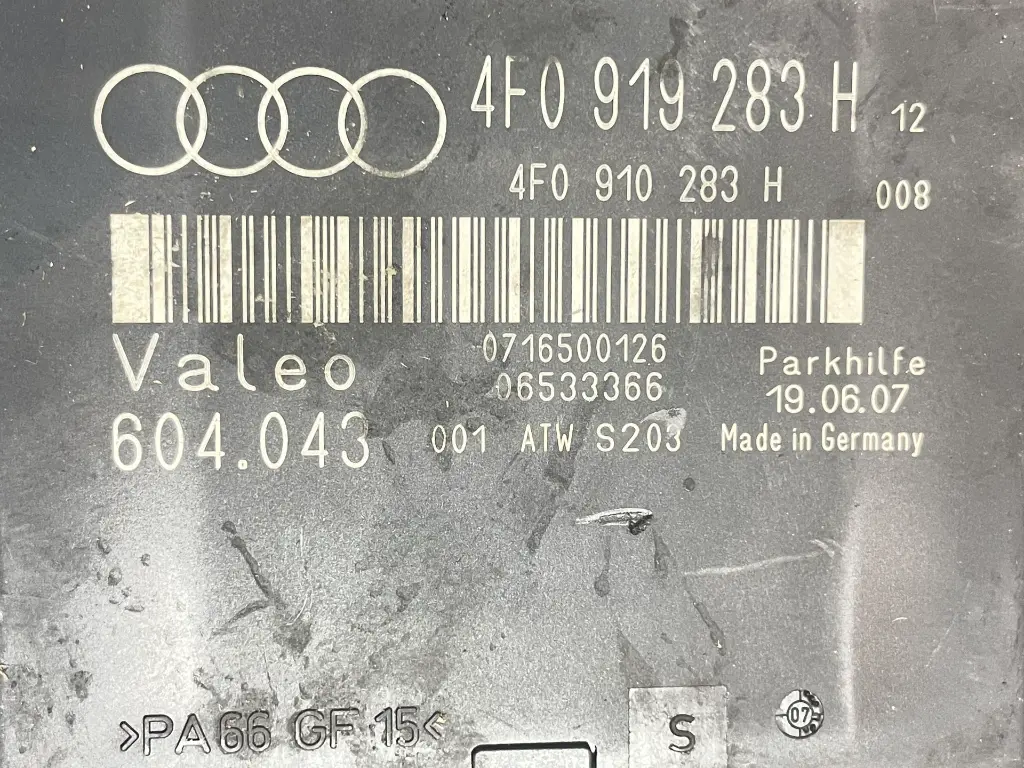 4F0 919 283 H 12
4F0 910 283 H 008
Valeo 0716500126 Parkhilfe
06533366 19.06.07
604.043 001 ATW S203 Made in Germany
>PA66 GF 15< S 07